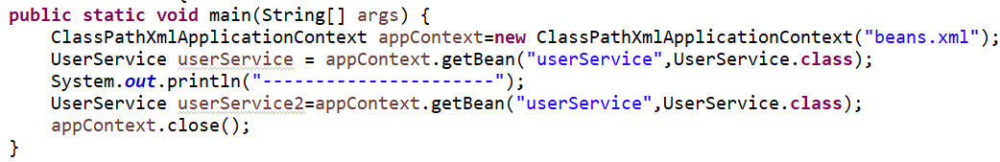 public static void main(String[] args) {
    ClassPathXmlApplicationContext appContext=new ClassPathXmlApplicationContext("beans.xml");
    UserService userService = appContext.getBean("userService",UserService.class);
    System.out.println("----------------------");
    UserService userService2=appContext.getBean("userService",UserService.class);
    appContext.close();
}